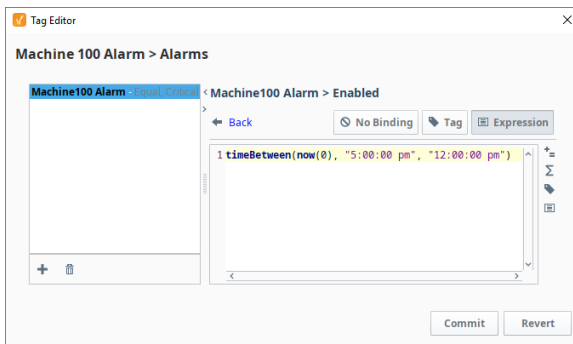 Tag Editor
Machine 100 Alarm > Alarms
Machine100 Alarm - Equal, Critical
Machine100 Alarm > Enabled
Back
No Binding
Tag
Expression
1 timeBetween(now(0), "5:00:00 pm", "12:00:00 pm")
Commit
Revert